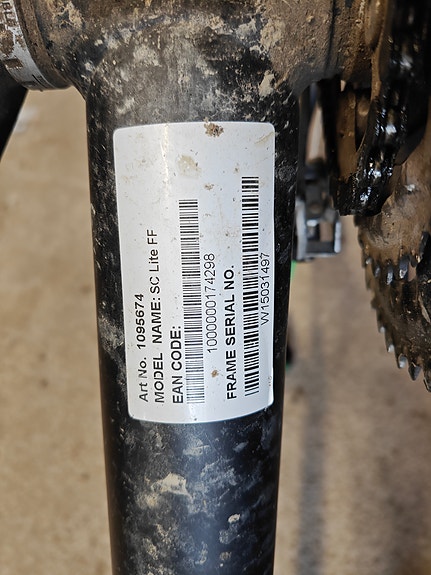 Art No. 1095674
MODEL NAME: SC Lite FF
EAN CODE:
1000000174298
FRAME SERIAL NO.
W15031497